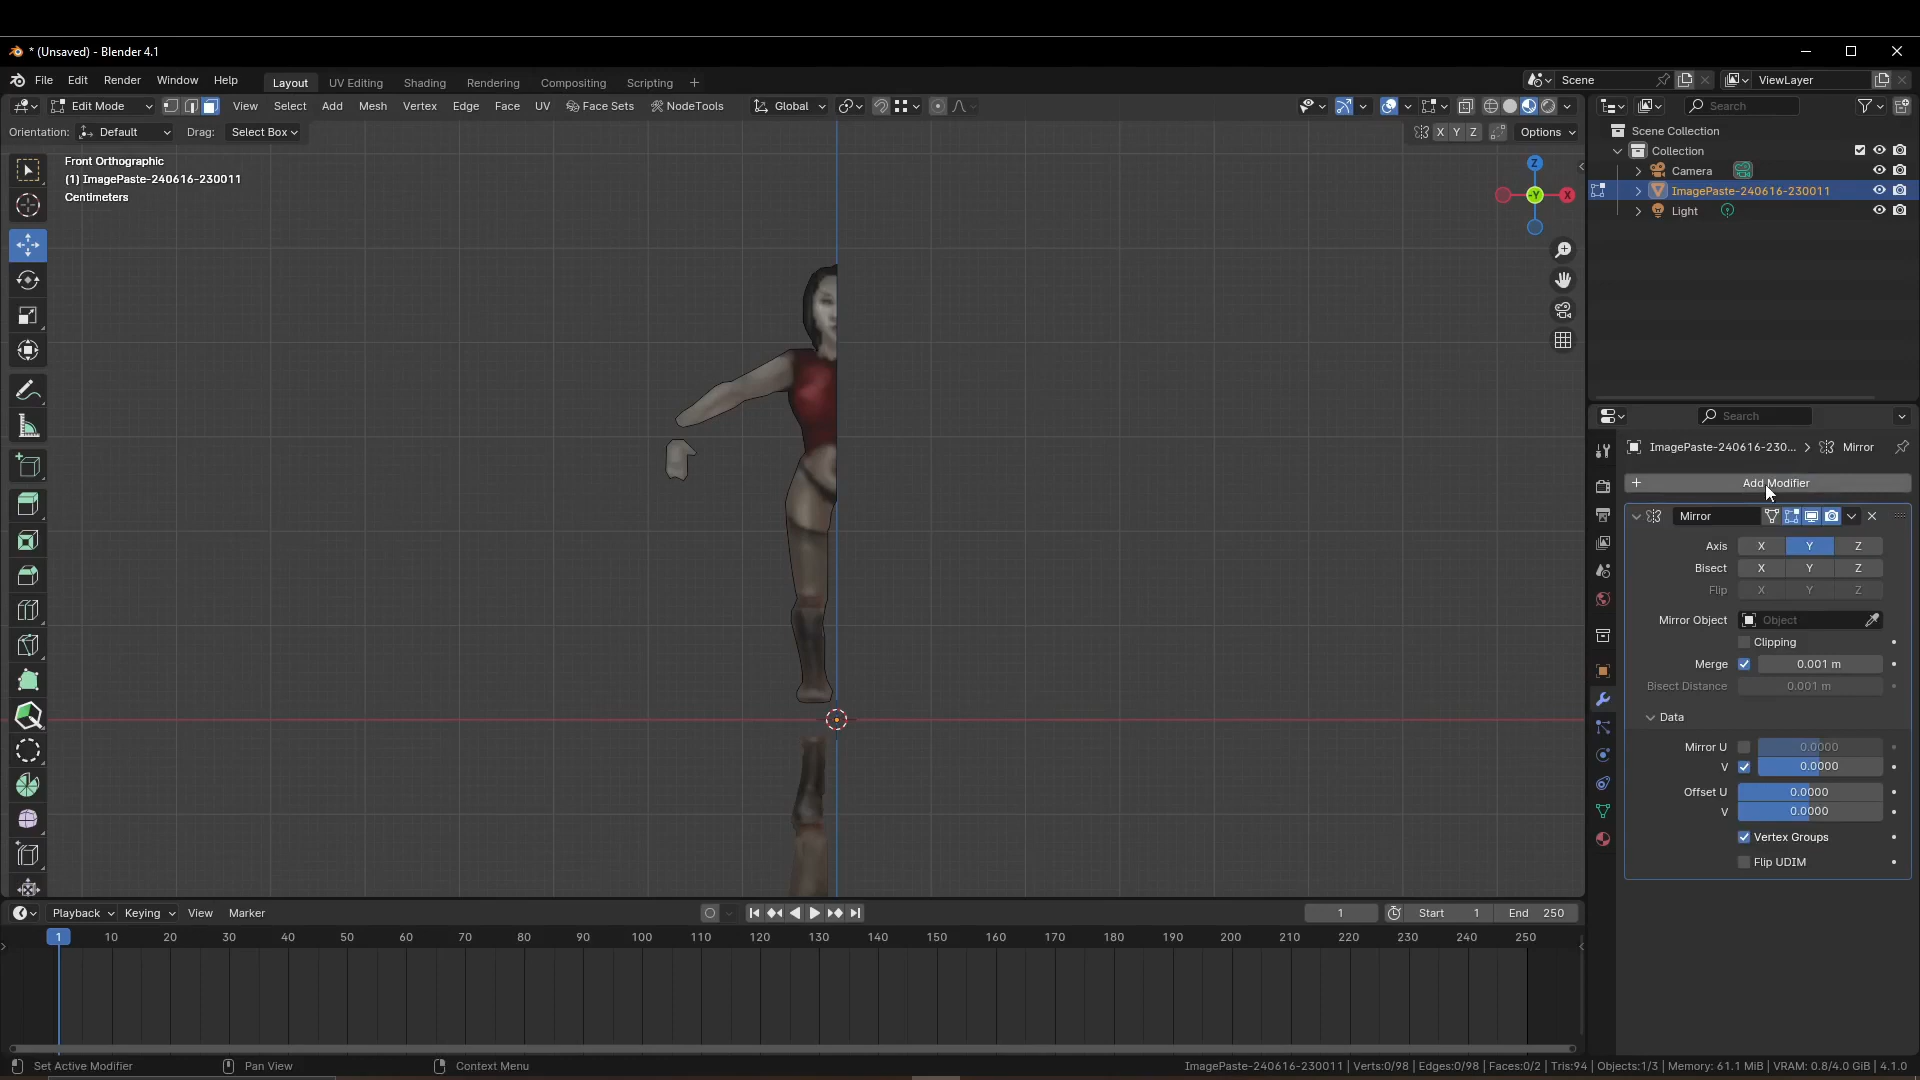 * (Unsaved) - Blender 4.1
File Edit Render Window Help Layout UV Editing Shading Rendering Compositing Scripting + Scene ViewLayer
Edit Mode View Select Add Mesh Vertex Edge Face UV Face Sets NodeTools Global Search
Orientation: Default Drag: Select Box X Y Z Options
Scene Collection
Collection
Camera
ImagePaste-240616-230011
Light
Front Orthographic
(1) ImagePaste-240616-230011
Centimeters
Z
-Y
X
Search
ImagePaste-240616-230... Mirror
Add Modifier
Mirror
Axis X Y Z
Bisect X Y Z
Flip X Y Z
Mirror Object Object
Clipping
Merge 0.001 m
Bisect Distance 0.001 m
Data
Mirror U 0.0000
V 0.0000
Offset U 0.0000
V 0.0000
Vertex Groups
Flip UDIM
Playback Keying View Marker 1 Start 1 End 250
1 10 20 30 40 50 60 70 80 90 100 110 120 130 140 150 160 170 180 190 200 210 220 230 240 250
Set Active Modifier Pan View Context Menu ImagePaste-240616-230011 | Verts:0/98 | Edges:0/98 | Faces:0/2 | Tris:94 | Objects:1/3 | Memory: 61.1 MiB | VRAM: 0.8/4.0 GiB | 4.1.0